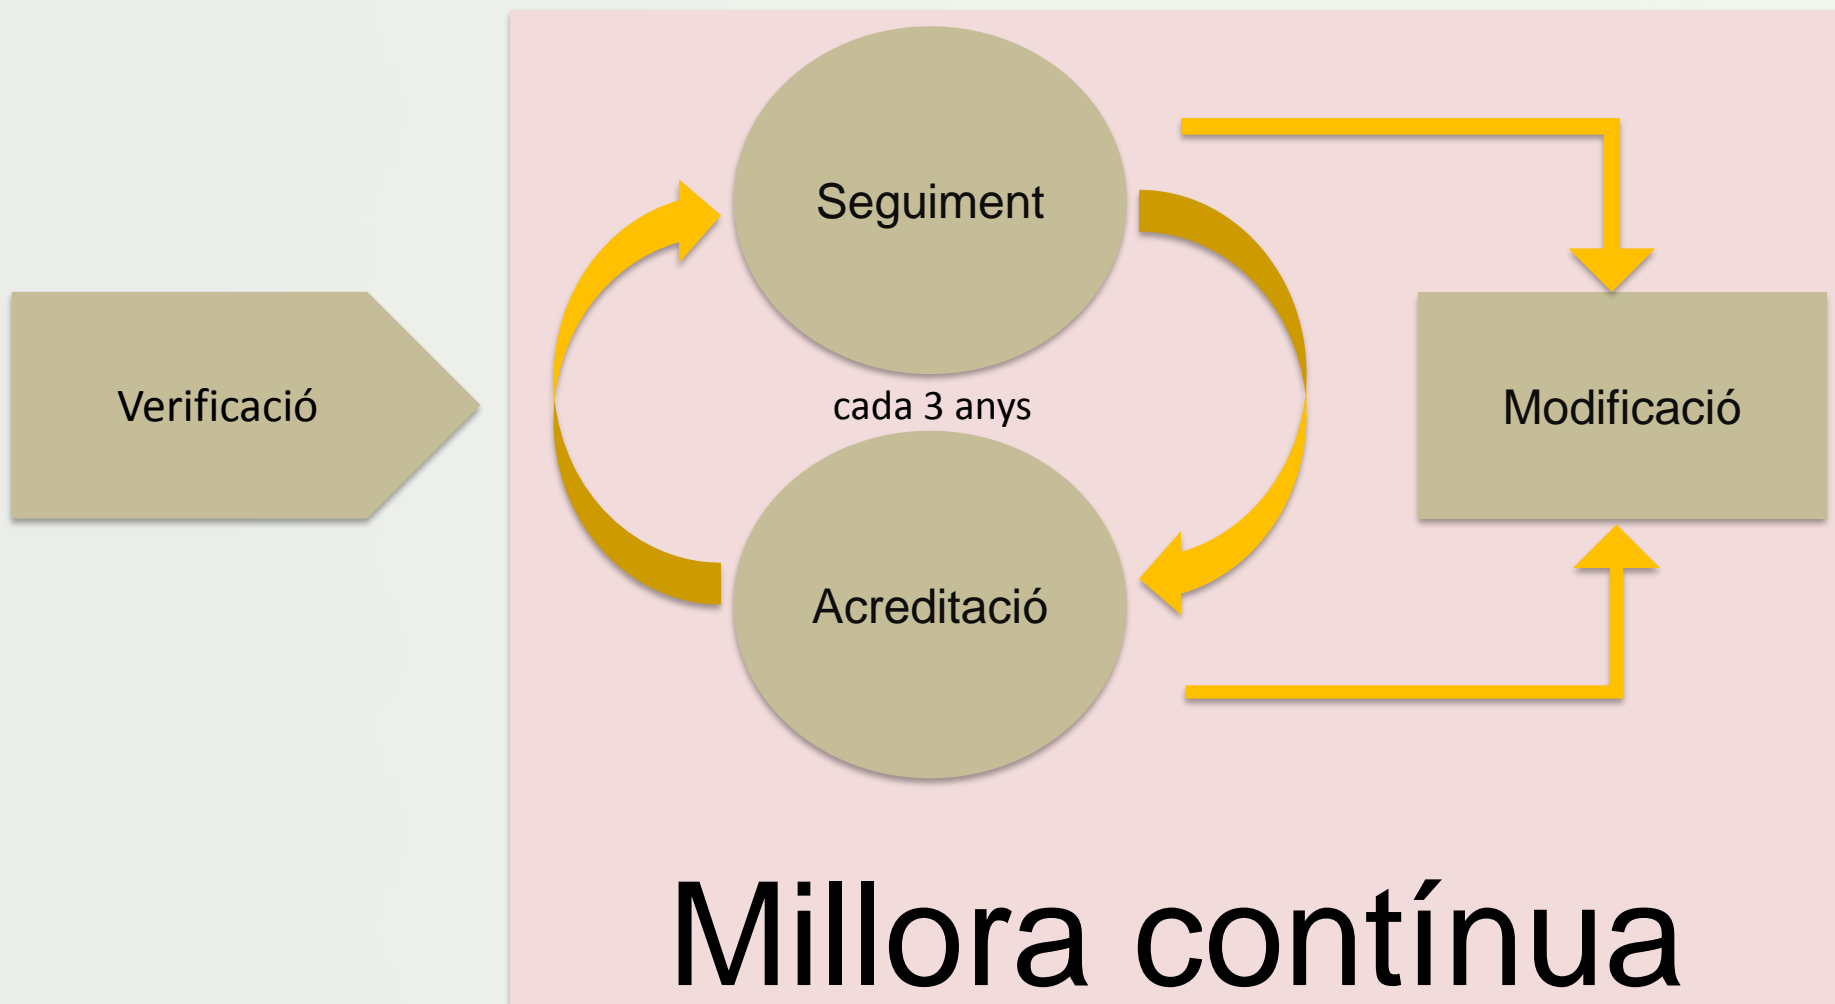 Verificació
Seguiment
cada 3 anys
Acreditació
Modificació
Millora contínua